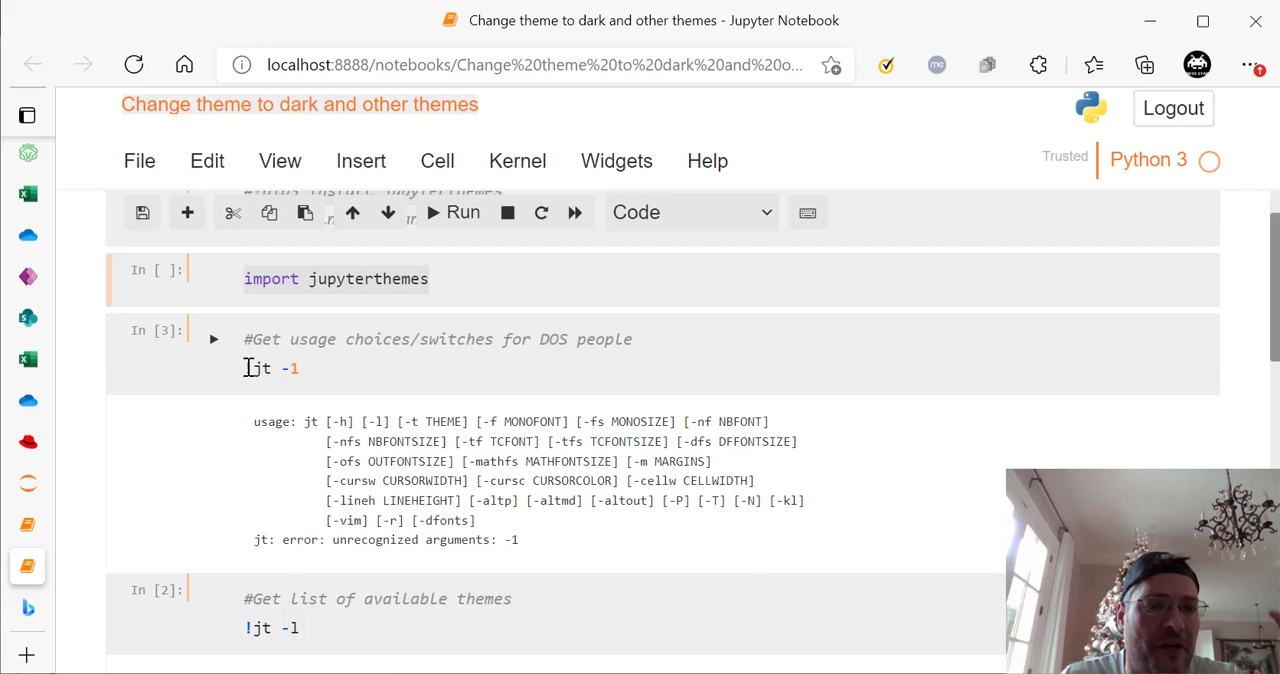 Change theme to dark and other themes - Jupyter Notebook
localhost:8888/notebooks/Change%20theme%20to%20dark%20and%20o...
me
Change theme to dark and other themes
Logout
File Edit View Insert Cell Kernel Widgets Help
Trusted
Python 3
Run
Code
In [ ]:
import jupyterthemes
In [3]:
#Get usage choices/switches for DOS people
jt -1
usage: jt [-h] [-l] [-t THEME] [-f MONOFONT] [-fs MONOSIZE] [-nf NBFONT]
[-nfs NBFONTSIZE] [-tf TCFONT] [-tfs TCFONTSIZE] [-dfs DFFONTSIZE]
[-ofs OUTFONTSIZE] [-mathfs MATHFONTSIZE] [-m MARGINS]
[-cursw CURSORWIDTH] [-cursc CURSORCOLOR] [-cellw CELLWIDTH]
[-lineh LINEHEIGHT] [-altp] [-altmd] [-altout] [-P] [-T] [-N] [-kl]
[-vim] [-r] [-dfonts]
jt: error: unrecognized arguments: -1
In [2]:
#Get list of available themes
!jt -l